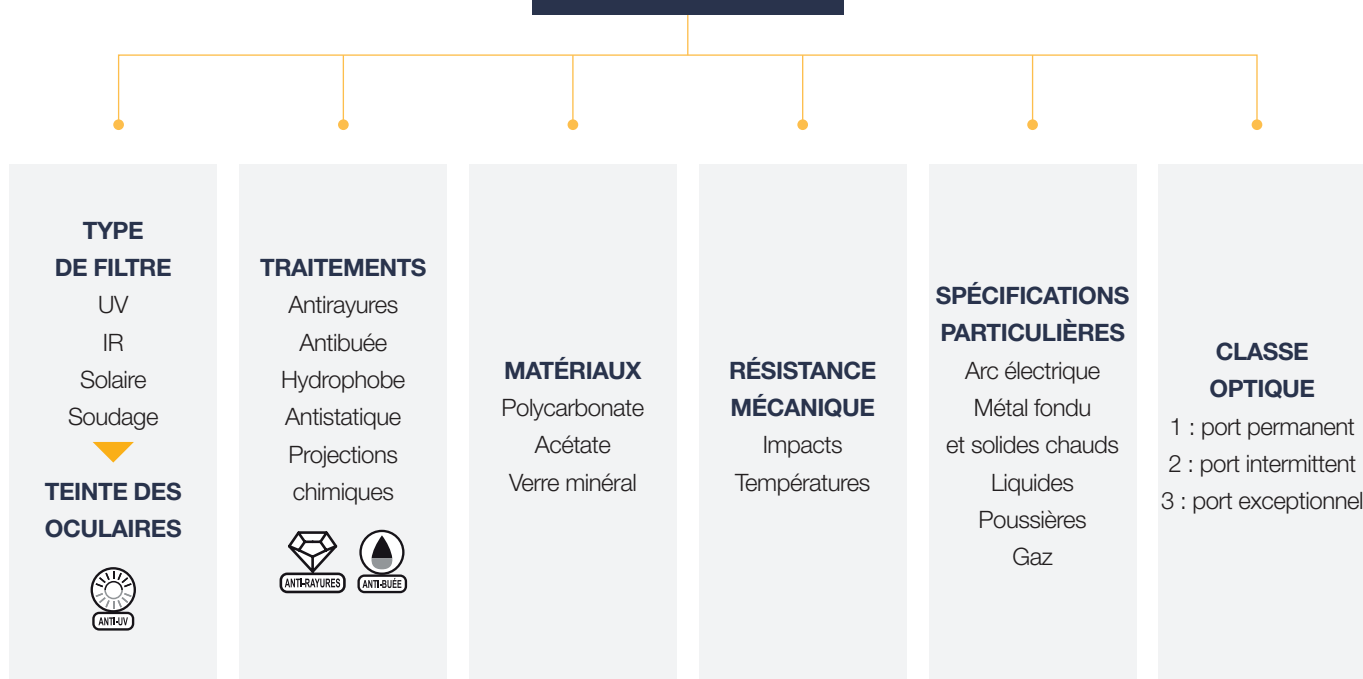 TYPE
DE FILTRE
UV
IR
Solaire
Soudage
TEINTE DES
OCULAIRES
ANTI-UV
TRAITEMENTS
Antirayures
Antibuée
Hydrophobe
Antistatique
Projections
chimiques
ANTI-RAYURES
ANTI-BUÉE
MATÉRIAUX
Polycarbonate
Acétate
Verre minéral
RÉSISTANCE
MÉCANIQUE
Impacts
Températures
SPÉCIFICATIONS
PARTICULIÈRES
Arc électrique
Métal fondu
et solides chauds
Liquides
Poussières
Gaz
CLASSE
OPTIQUE
1 : port permanent
2 : port intermittent
3 : port exceptionnel